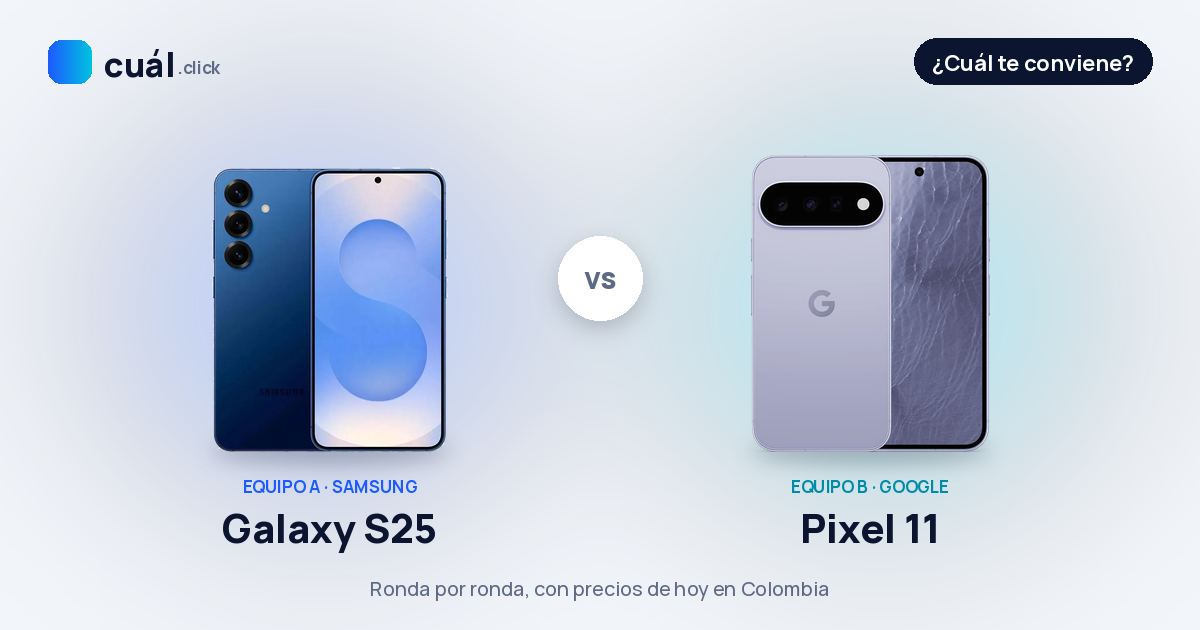 cuál.click
¿Cuál te conviene?
SAMSUNG
G
VS
EQUIPO A · SAMSUNG
EQUIPO B · GOOGLE
Galaxy S25
Pixel 11
Ronda por ronda, con precios de hoy en Colombia